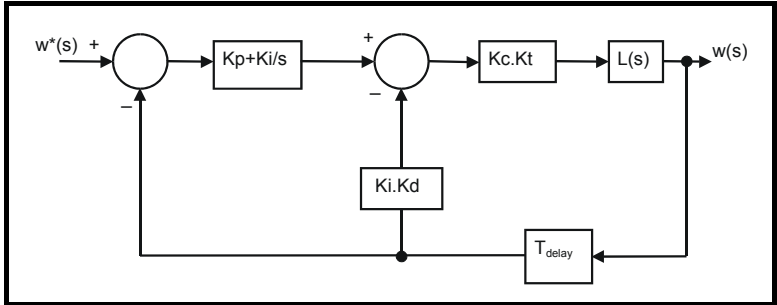 w*(s)
+
−
Kp+Ki/s
+
−
Kc.Kt
L(s)
w(s)
Ki.Kd
Tdelay